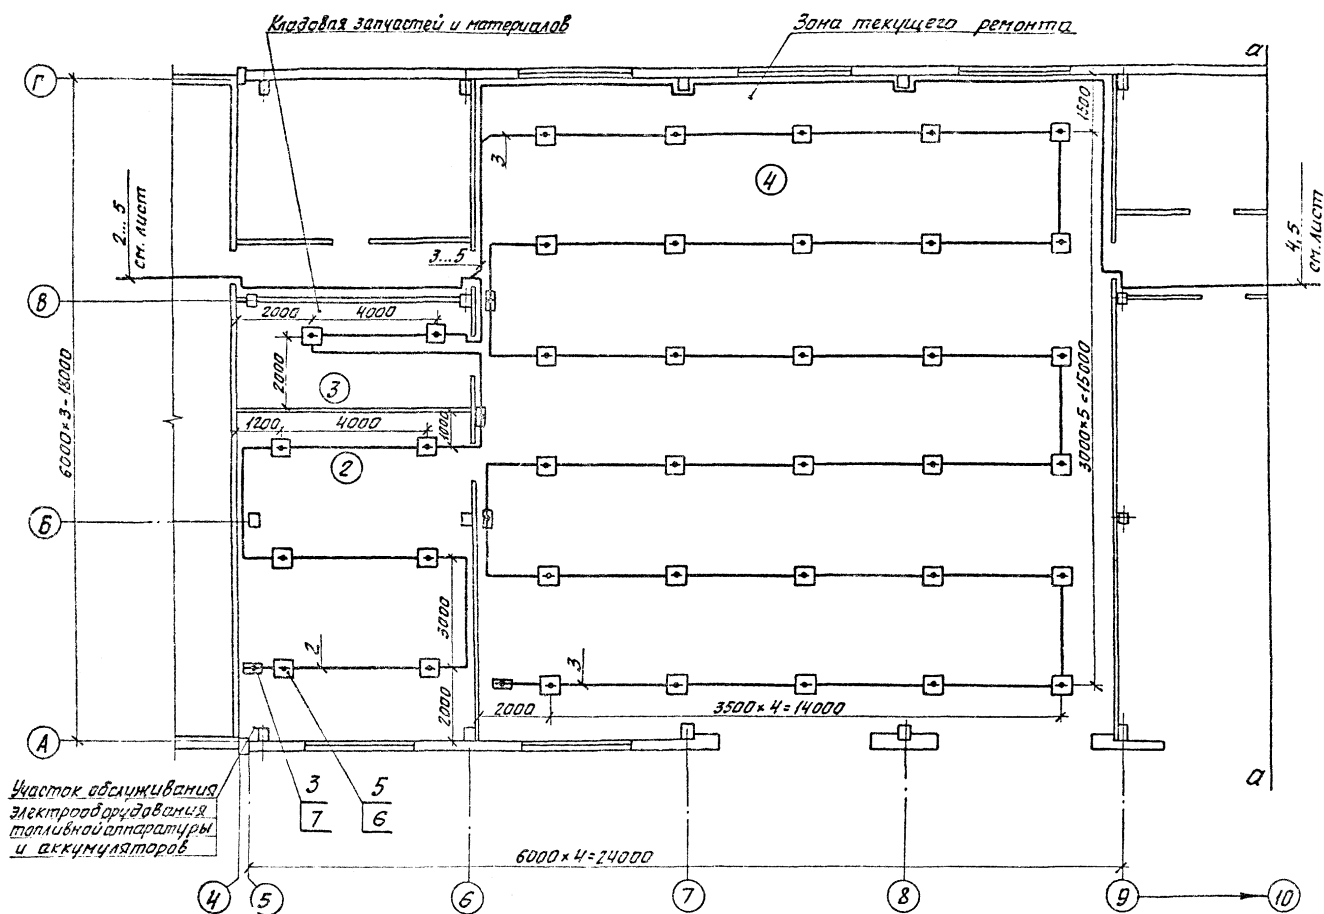 Кладовая запчастей и материалов
Зона текущего ремонта
а
Г
1500
3
4
2...5
см. лист
3...5
4,5
см. лист
В
2000
4000
2000
3
6000×3=18000
3000×5=15000
1200
4000
1000
2
Б
3000
2
3
2000
2000
3500×4=14000
А
а
Участок обслуживания
электрооборудования
топливной аппаратуры
и аккумуляторов
3
7
5
6
6000×4=24000
4
5
6
7
8
9
10